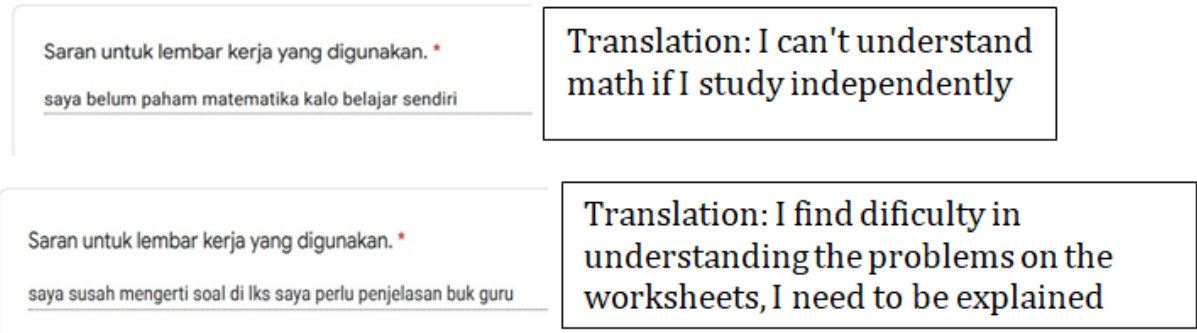 Saran untuk lembar kerja yang digunakan. *
saya belum paham matematika kalo belajar sendiri
Translation: I can't understand
math if I study independently
Saran untuk lembar kerja yang digunakan. *
saya susah mengerti soal di lks saya perlu penjelasan buk guru
Translation: I find dificulty in
understanding the problems on the
worksheets, I need to be explained